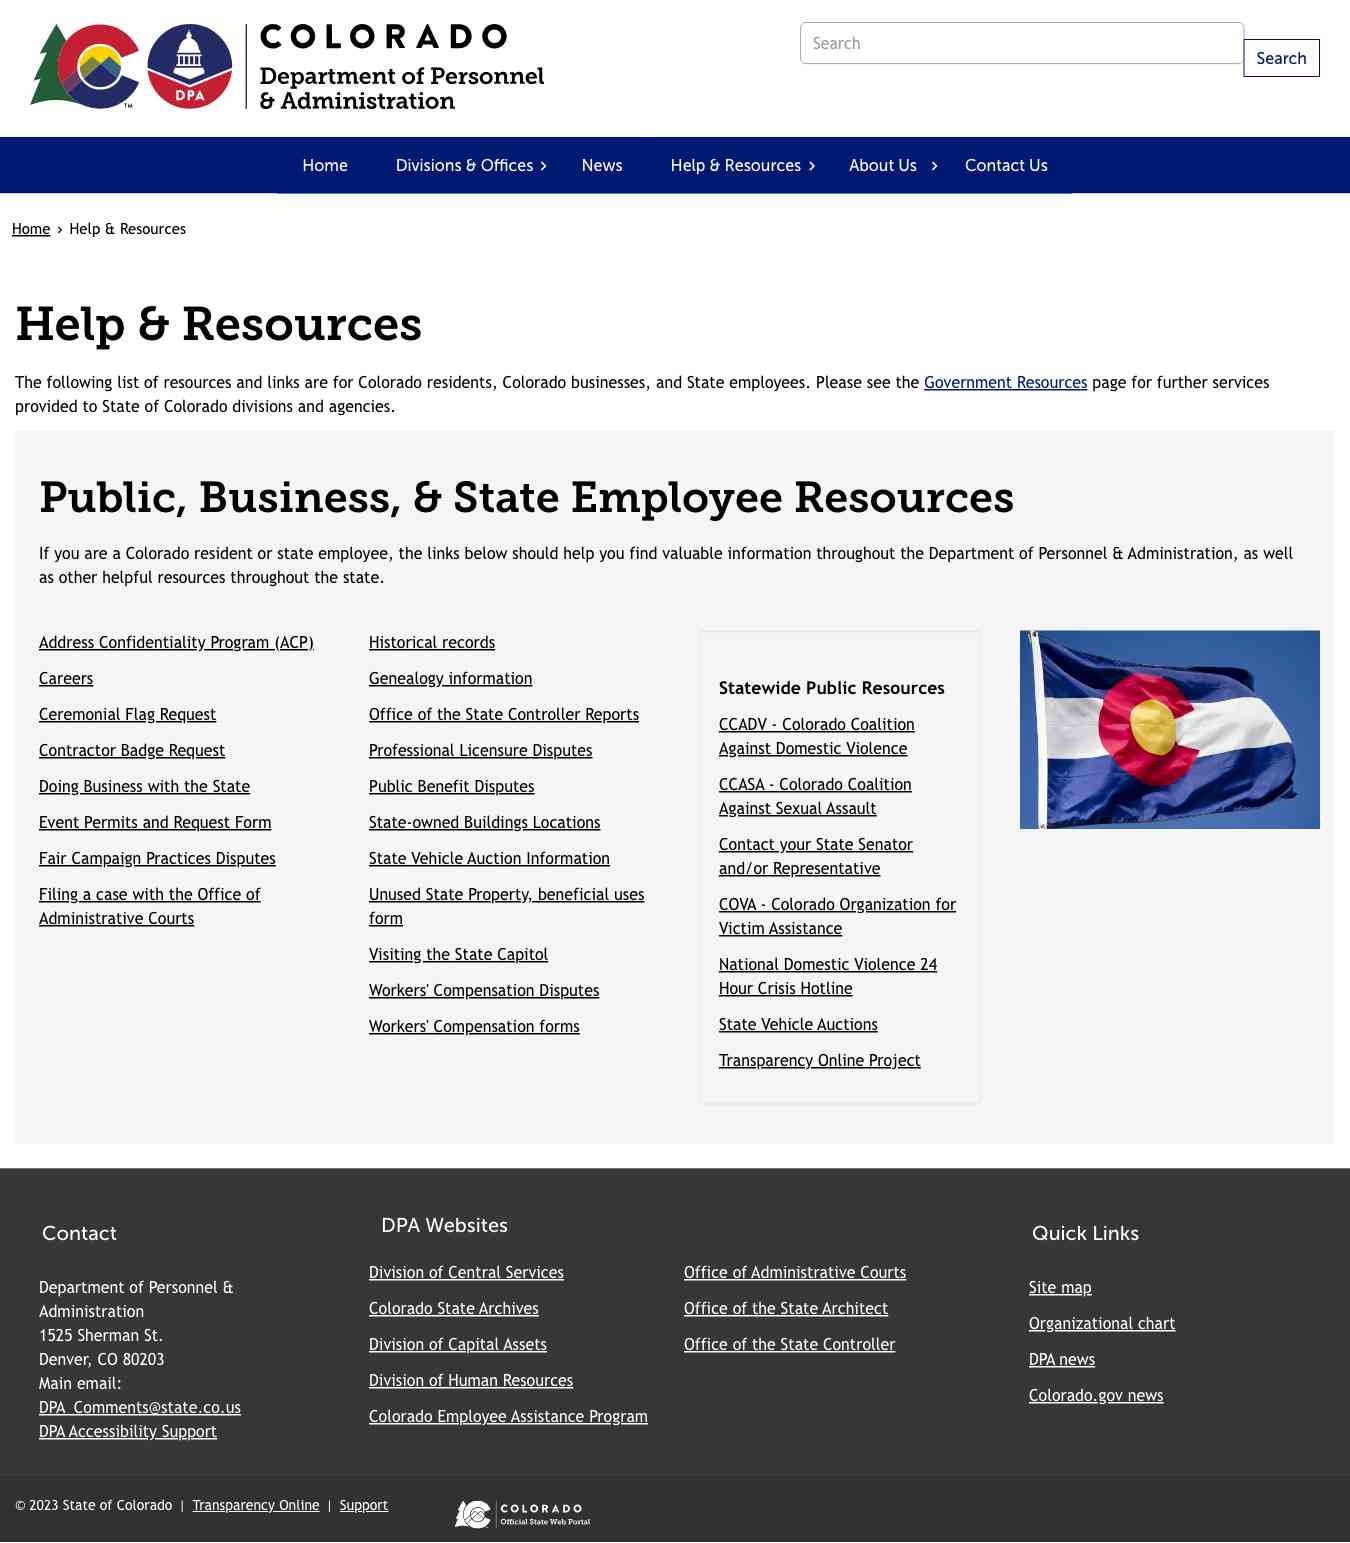 COLORADO
Department of Personnel
& Administration
DPA
TM
Search
Search
Home
Divisions & Offices
News
Help & Resources
About Us
Contact Us
Home › Help & Resources
Help & Resources
The following list of resources and links are for Colorado residents, Colorado businesses, and State employees. Please see the Government Resources page for further services
provided to State of Colorado divisions and agencies.
Public, Business, & State Employee Resources
If you are a Colorado resident or state employee, the links below should help you find valuable information throughout the Department of Personnel & Administration, as well
as other helpful resources throughout the state.
Address Confidentiality Program (ACP)
Careers
Ceremonial Flag Request
Contractor Badge Request
Doing Business with the State
Event Permits and Request Form
Fair Campaign Practices Disputes
Filing a case with the Office of
Administrative Courts
Historical records
Genealogy information
Office of the State Controller Reports
Professional Licensure Disputes
Public Benefit Disputes
State-owned Buildings Locations
State Vehicle Auction Information
Unused State Property, beneficial uses
form
Visiting the State Capitol
Workers' Compensation Disputes
Workers' Compensation forms
Statewide Public Resources
CCADV - Colorado Coalition
Against Domestic Violence
CCASA - Colorado Coalition
Against Sexual Assault
Contact your State Senator
and/or Representative
COVA - Colorado Organization for
Victim Assistance
National Domestic Violence 24
Hour Crisis Hotline
State Vehicle Auctions
Transparency Online Project
Contact
Department of Personnel &
Administration
1525 Sherman St.
Denver, CO 80203
Main email:
DPA_Comments@state.co.us
DPA Accessibility Support
DPA Websites
Division of Central Services
Colorado State Archives
Division of Capital Assets
Division of Human Resources
Colorado Employee Assistance Program
Office of Administrative Courts
Office of the State Architect
Office of the State Controller
Quick Links
Site map
Organizational chart
DPA news
Colorado.gov news
© 2023 State of Colorado | Transparency Online | Support
COLORADO
Official State Web Portal